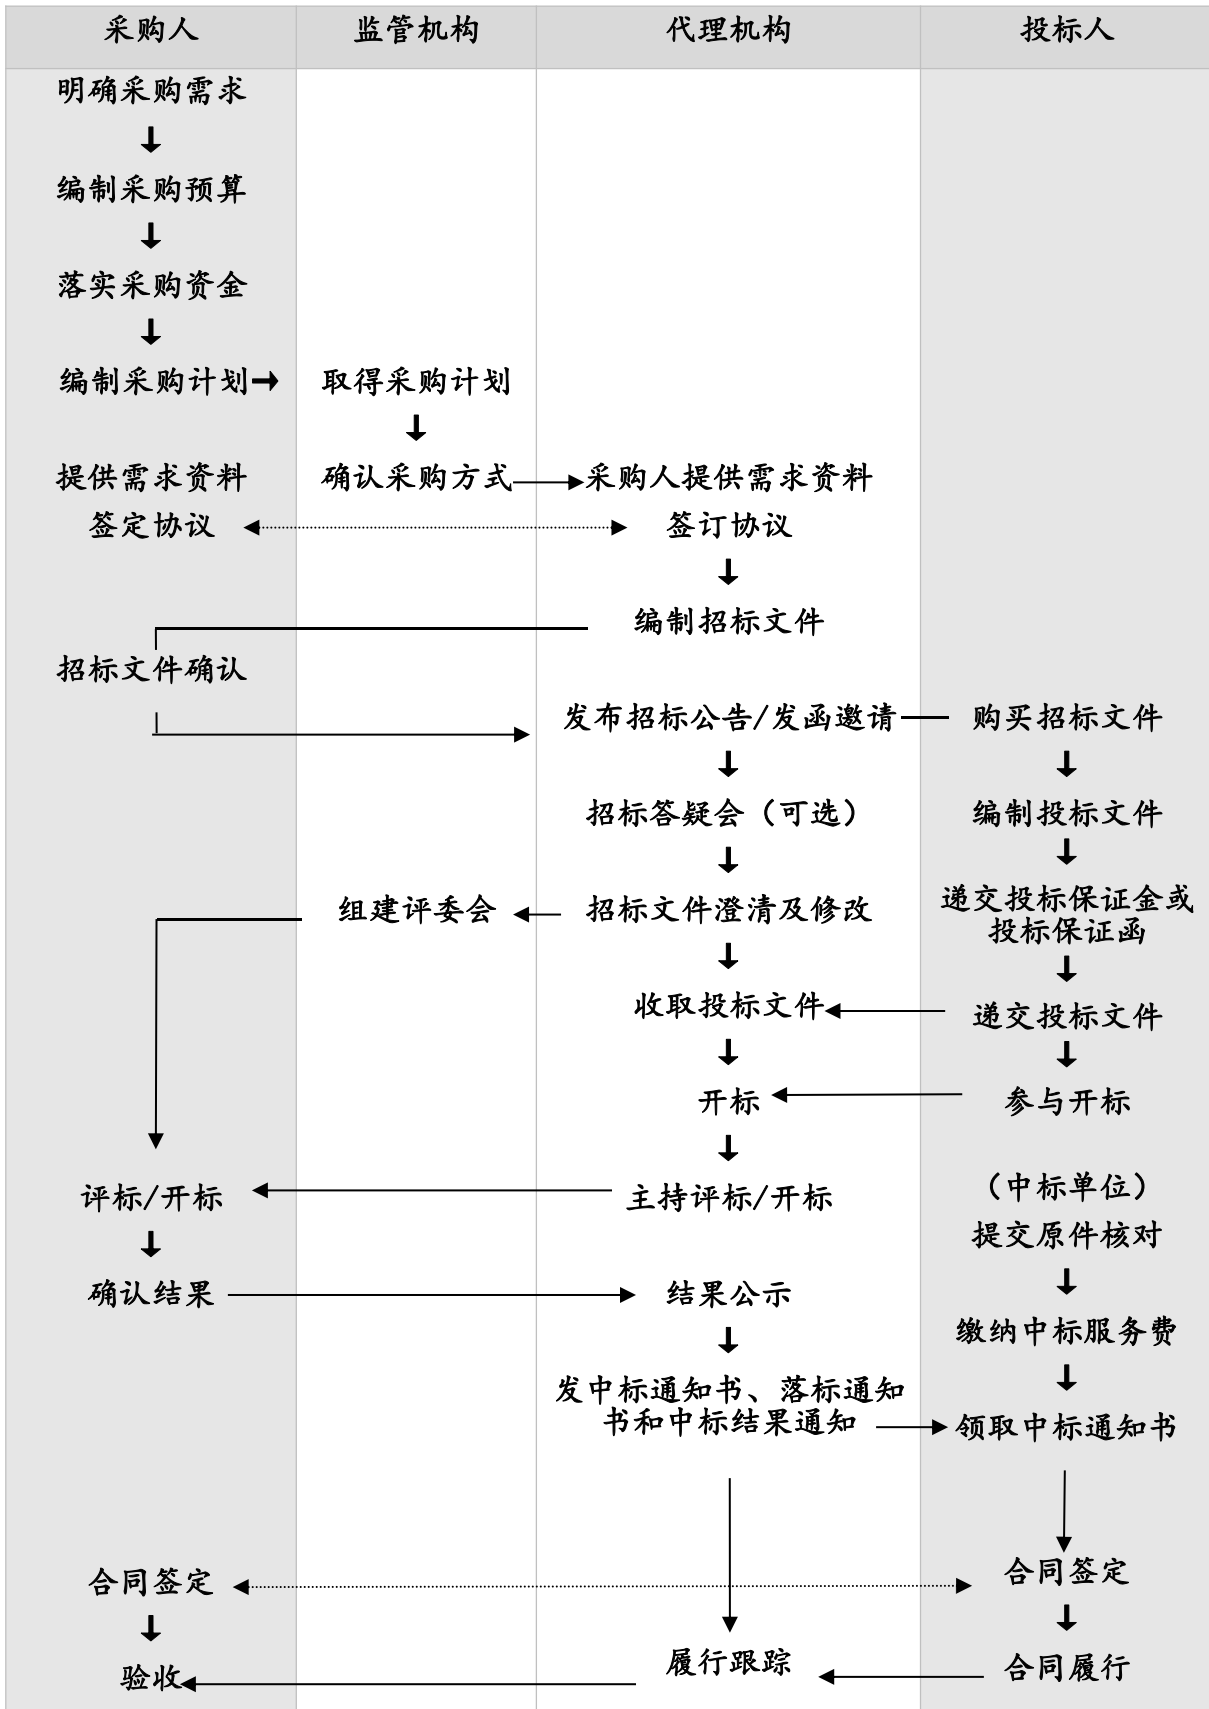 采购人 监管机构 代理机构 投标人
明确采购需求
编制采购预算
落实采购资金
编制采购计划 取得采购计划
提供需求资料 确认采购方式 采购人提供需求资料
签定协议 签订协议
编制招标文件
招标文件确认
发布招标公告/发函邀请 购买招标文件
招标答疑会（可选） 编制投标文件
组建评委会 招标文件澄清及修改 递交投标保证金或
投标保证函
收取投标文件 递交投标文件
开标 参与开标
评标/开标 主持评标/开标 （中标单位）
提交原件核对
确认结果 结果公示
缴纳中标服务费
发中标通知书、落标通知
书和中标结果通知 领取中标通知书
合同签定 合同签定
验收 履行跟踪 合同履行